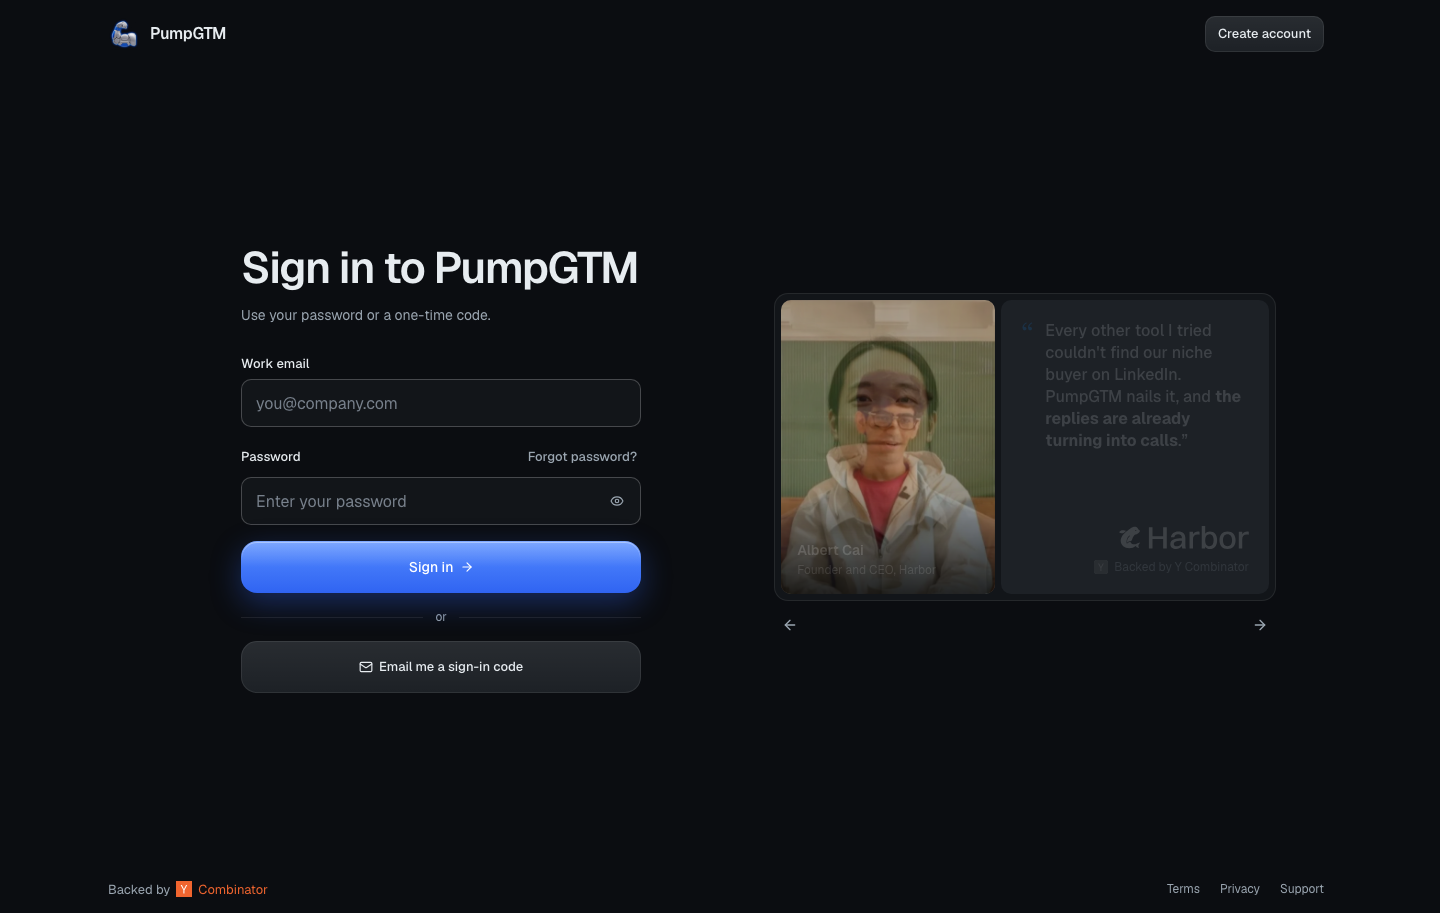 PumpGTM
Create account
Sign in to PumpGTM
Use your password or a one-time code.
Work email
you@company.com
Password
Forgot password?
Enter your password
Sign in
or
Email me a sign-in code
“ Every other tool I tried
couldn't find our niche
buyer on LinkedIn.
PumpGTM nails it, and the
replies are already
turning into calls.”
Albert Cai
Founder and CEO, Harbor
Harbor
Y Backed by Y Combinator
Backed by Y Combinator
Terms
Privacy
Support